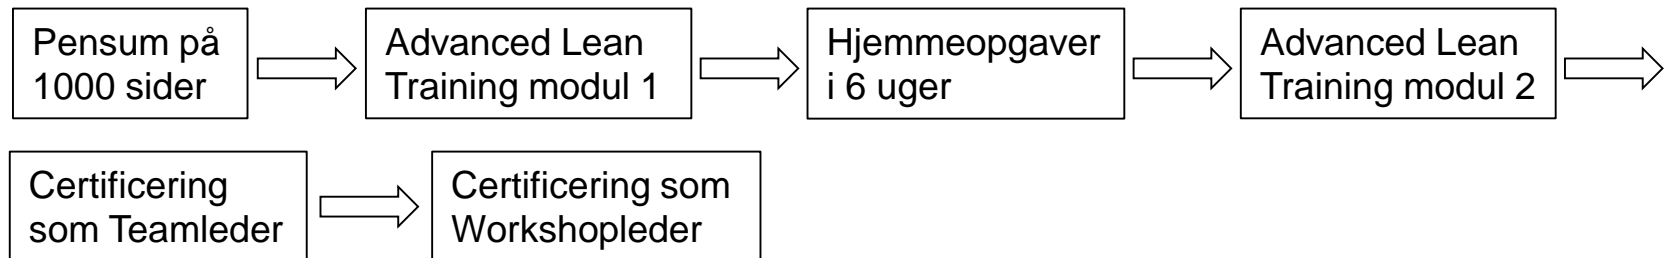 Pensum på
1000 sider
Advanced Lean
Training modul 1
Hjemmeopgaver
i 6 uger
Advanced Lean
Training modul 2
Certificering
som Teamleder
Certificering som
Workshopleder